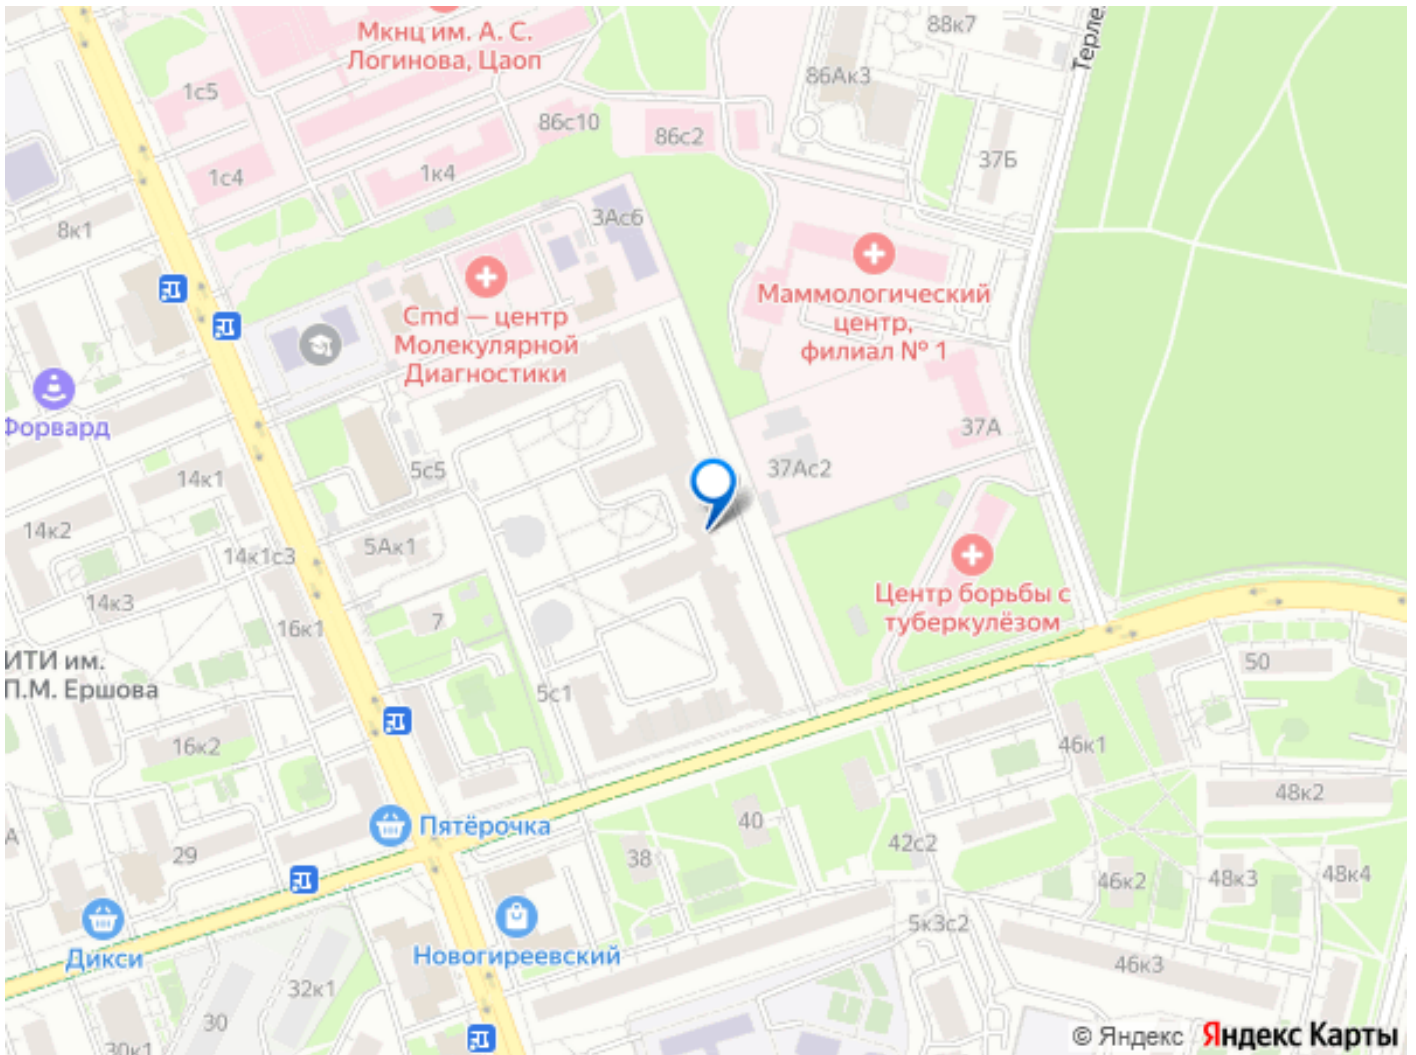 Мкнц им. А. С.
Логинова, Цаоп
88к7
86Ак3
Терле
1с5
86с10
86с2
37Б
1с4
1к4
8к1
3Ас6
Маммологический
центр,
филиал № 1
Cmd — центр
Молекулярной
Диагностики
Форвард
37А
37Ас2
5с5
14к1
14к2
14к1с3
5Ак1
14к3
Центр борьбы с
туберкулёзом
7
16к1
ИТИ им.
П.М. Ершова
50
5с1
16к2
46к1
48к2
Пятёрочка
40
А
29
38
42с2
46к2
48к3
48к4
5к3с2
Дикси
Новогиреевский
46к3
32к1
30
30к1
© Яндекс Яндекс Карты